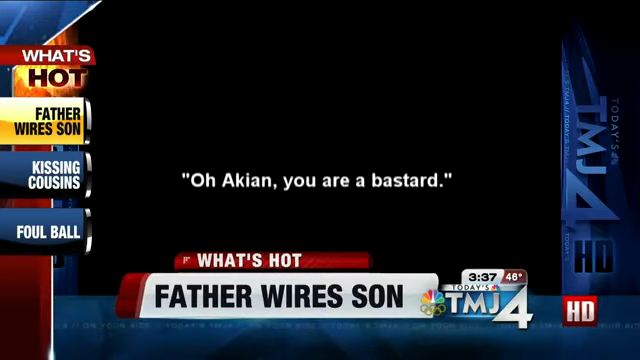 WHAT'S
HOT
FATHER
WIRES SON
KISSING
COUSINS
FOUL BALL
"Oh Akian, you are a bastard."
WHAT'S HOT
FATHER WIRES SON
3:37 46°
TODAY'S
TMJ4
HD
TODAY'S
TMJ4
HD